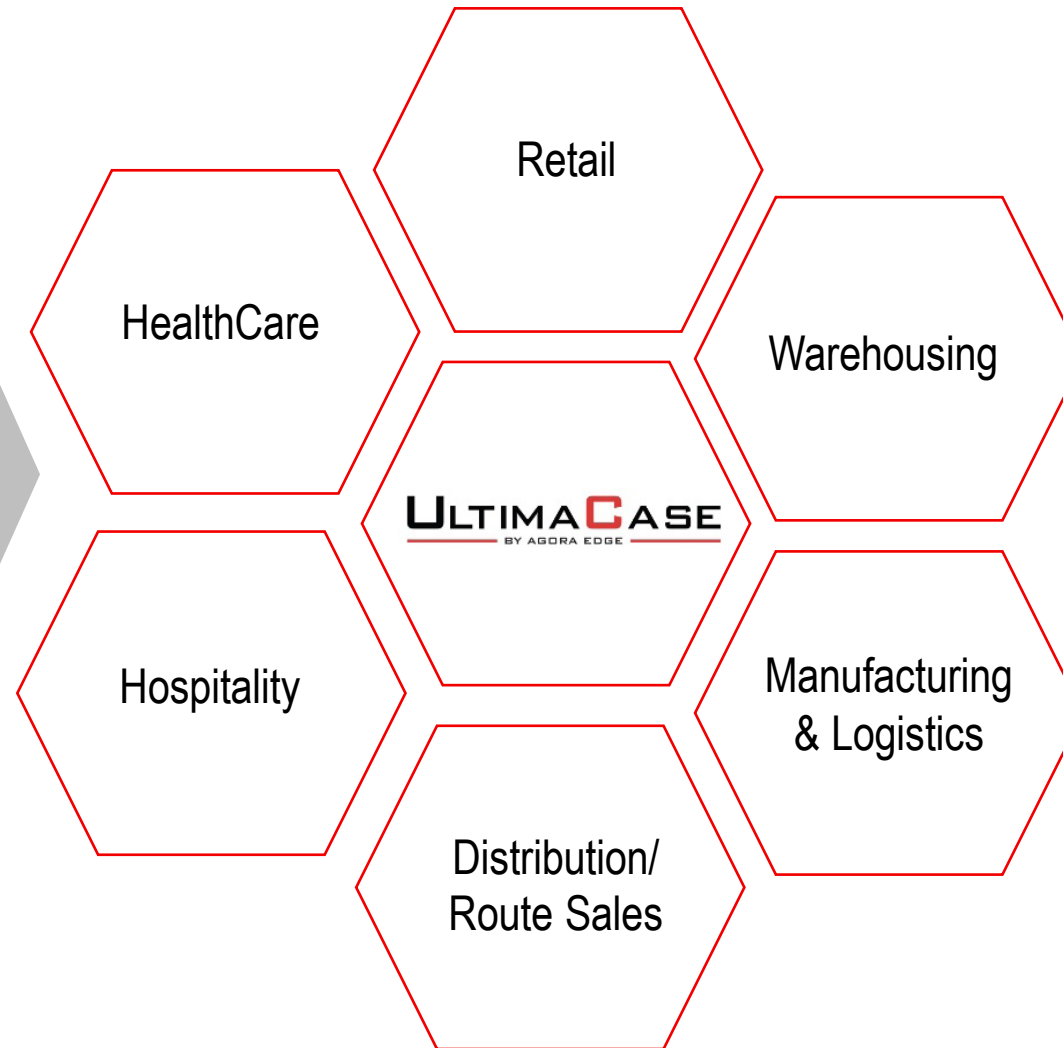 Retail
HealthCare
Warehousing
ULTIMACASE
BY AGORA EDGE
Hospitality
Manufacturing
& Logistics
Distribution/
Route Sales